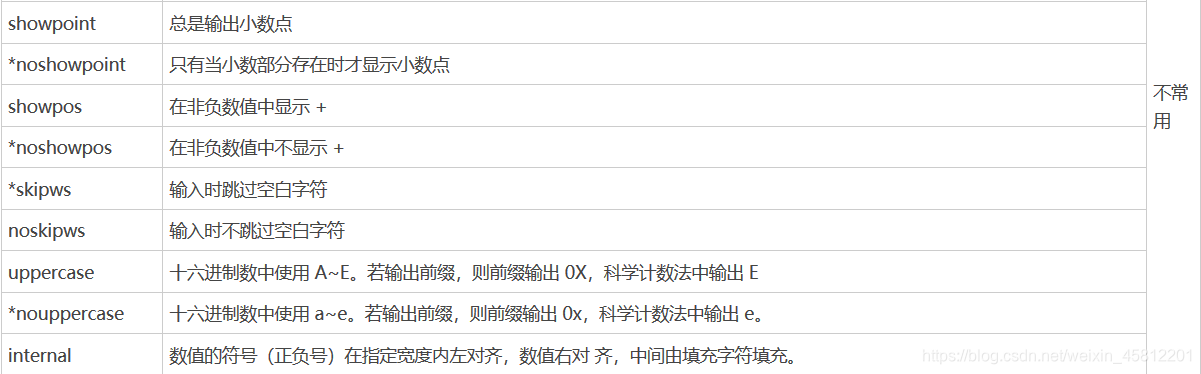 showpoint 总是输出小数点
*noshowpoint 只有当小数部分存在时才显示小数点
showpos 在非负数值中显示 +
*noshowpos 在非负数值中不显示 +
*skipws 输入时跳过空白字符
noskipws 输入时不跳过空白字符
uppercase 十六进制数中使用 A~E。若输出前缀，则前缀输出 0X，科学计数法中输出 E
*nouppercase 十六进制数中使用 a~e。若输出前缀，则前缀输出 0x，科学计数法中输出 e。
internal 数值的符号（正负号）在指定宽度内左对齐，数值右对 齐，中间由填充字符填充。
不常
用
https://blog.csdn.net/weixin_45812201